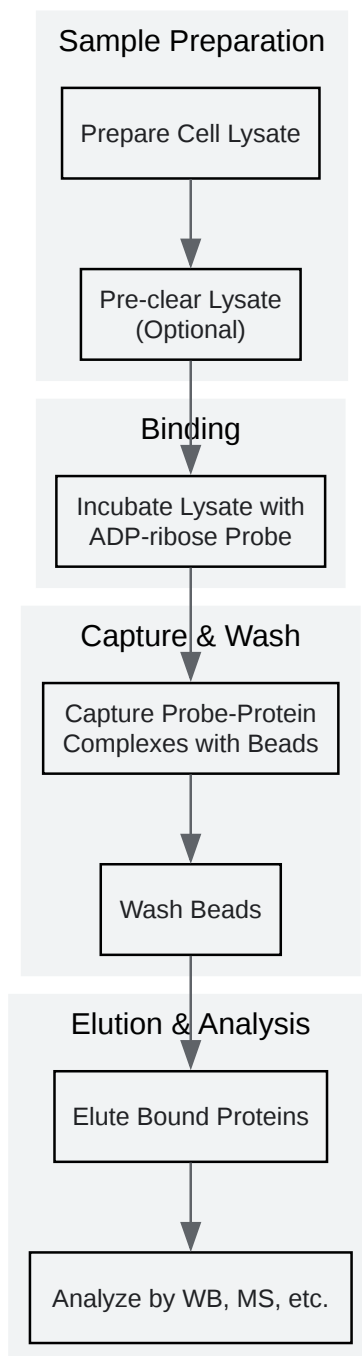 Sample Preparation
Prepare Cell Lysate
Pre-clear Lysate
(Optional)
Binding
Incubate Lysate with
ADP-ribose Probe
Capture & Wash
Capture Probe-Protein
Complexes with Beads
Wash Beads
Elution & Analysis
Elute Bound Proteins
Analyze by WB, MS, etc.